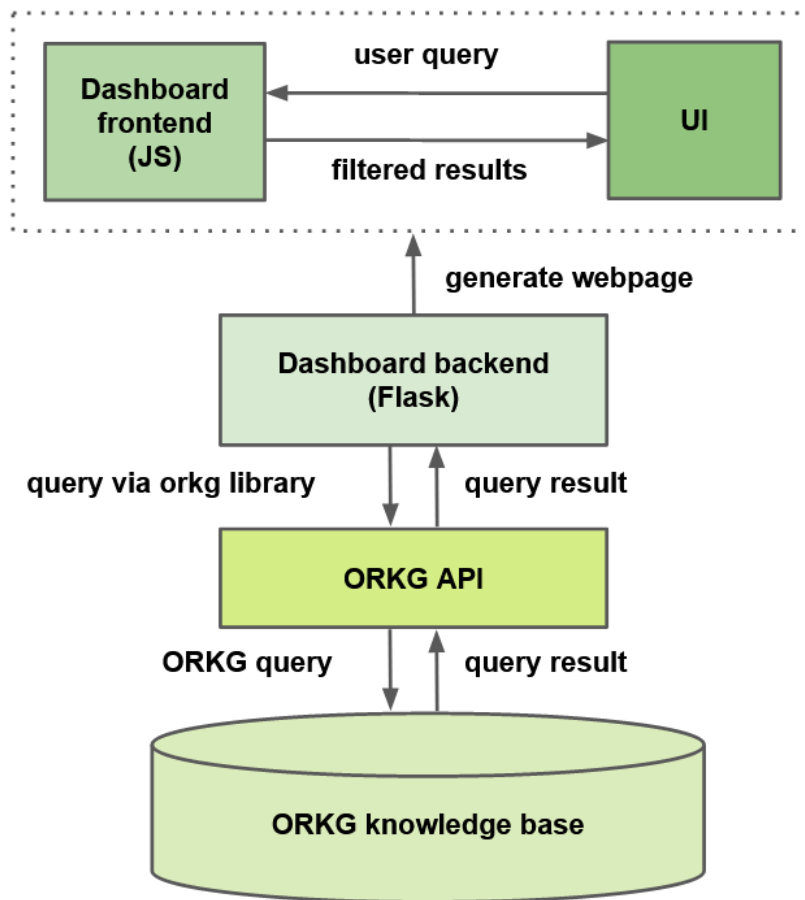 user query
Dashboard
frontend
(JS)
UI
filtered results
generate webpage
Dashboard backend
(Flask)
query via orkg library
query result
ORKG API
ORKG query
query result
ORKG knowledge base